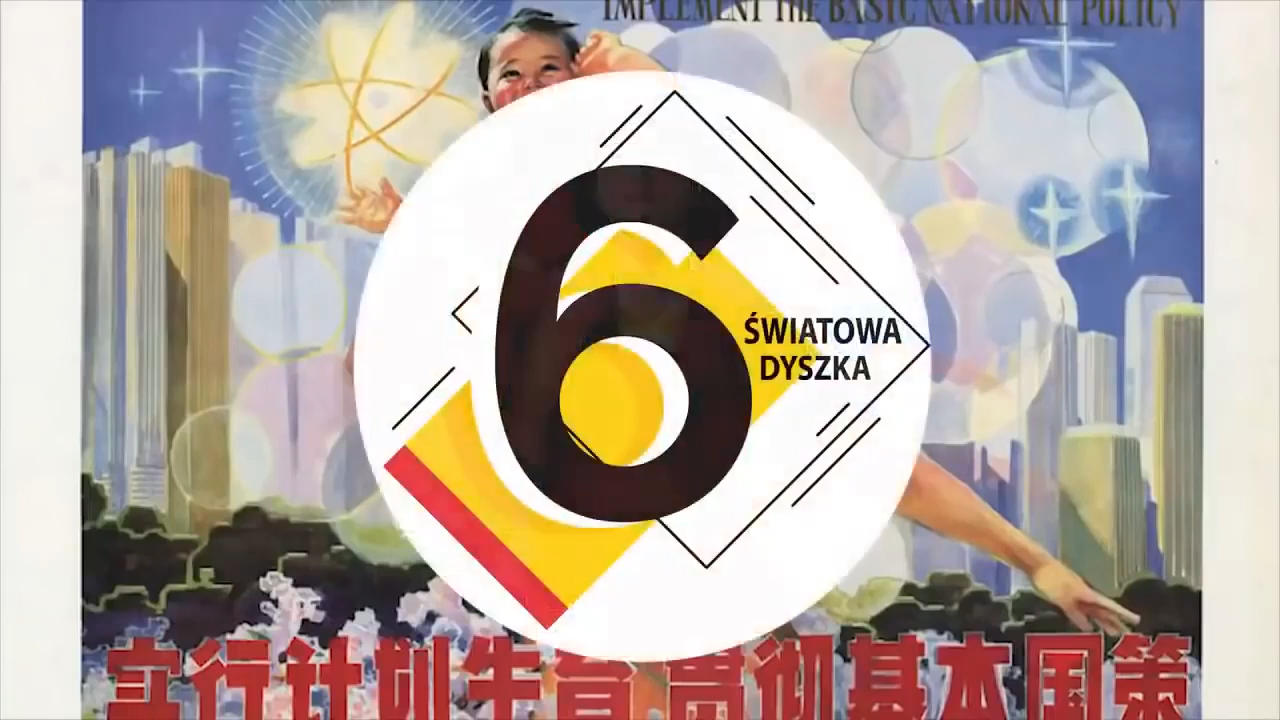 IMPLEMENT THE BASIC NATIONAL POLICY
6
ŚWIATOWA
DYSZKA
实行计划生育 贯彻基本国策